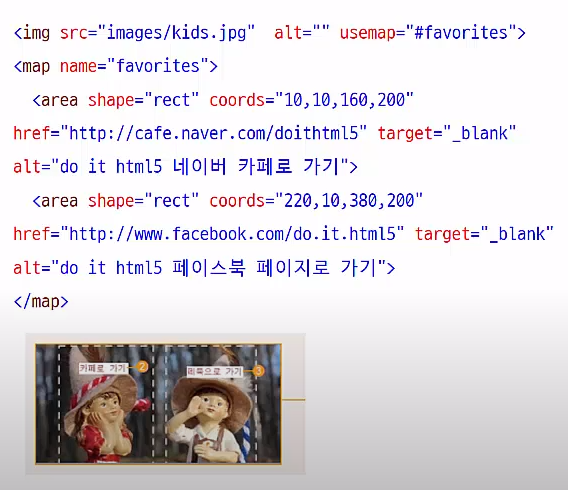 <img src="images/kids.jpg" alt="" usemap="#favorites">
<map name="favorites">
<area shape="rect" coords="10,10,160,200"
href="http://cafe.naver.com/doithtml5" target="_blank"
alt="do it html5 네이버 카페로 가기">
<area shape="rect" coords="220,10,380,200"
href="http://www.facebook.com/do.it.html5" target="_blank"
alt="do it html5 페이스북 페이지로 가기">
</map>
카페로 가기 2
페북으로 가기 3